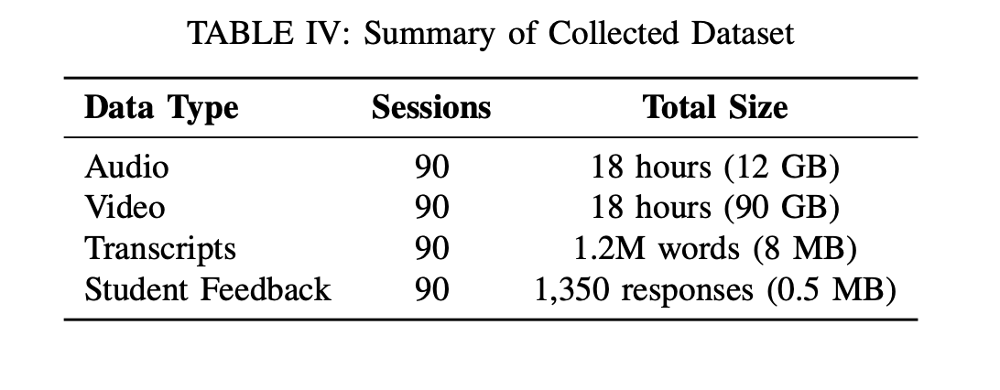 TABLE IV: Summary of Collected Dataset
Data Type Sessions Total Size
Audio 90 18 hours (12 GB)
Video 90 18 hours (90 GB)
Transcripts 90 1.2M words (8 MB)
Student Feedback 90 1,350 responses (0.5 MB)